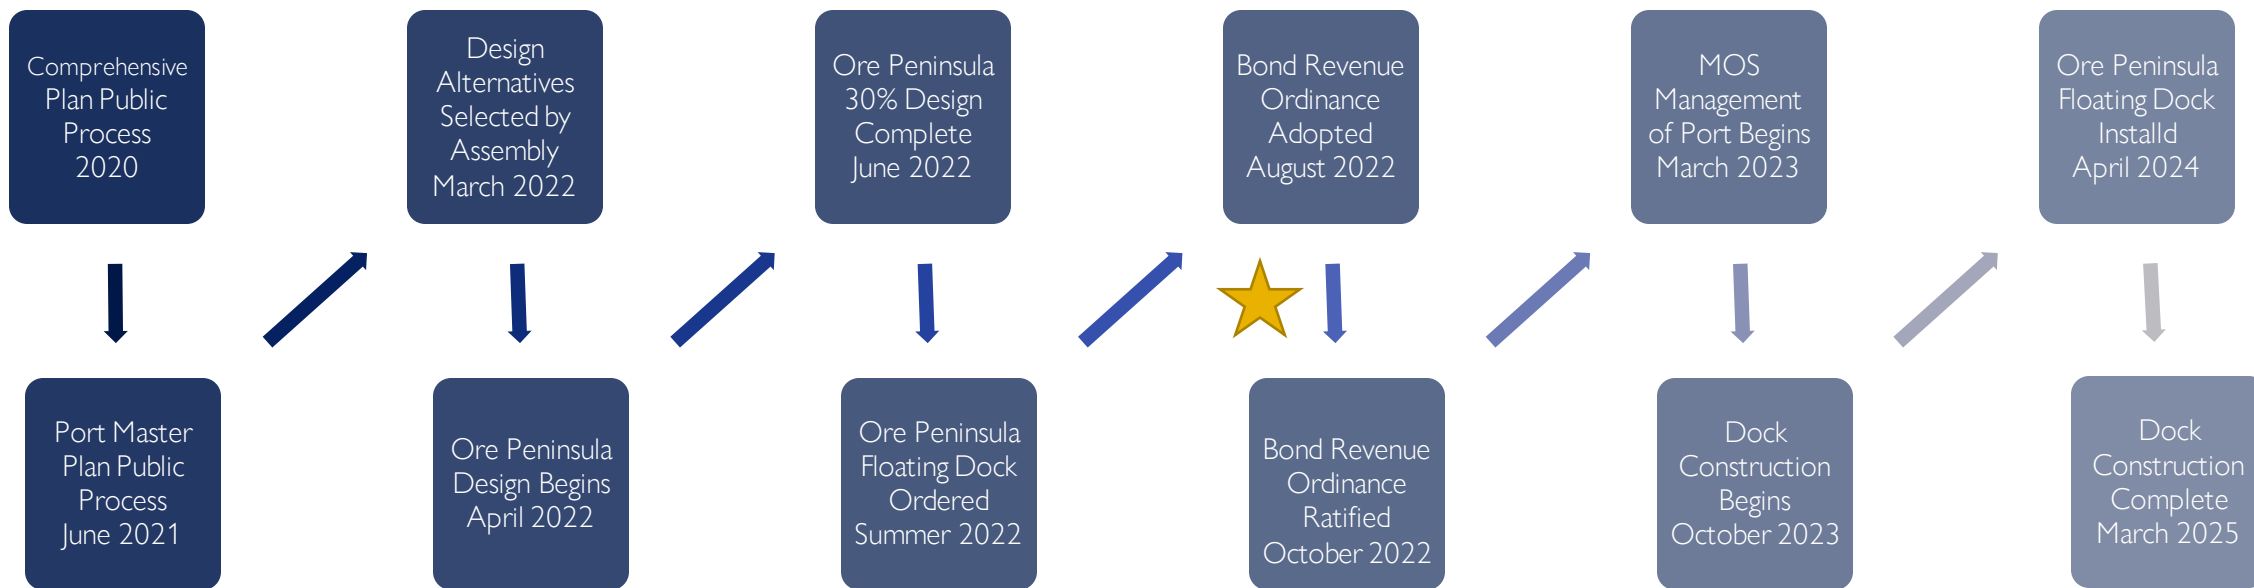 Comprehensive
Plan Public
Process
2020
Port Master
Plan Public
Process
June 2021
Design
Alternatives
Selected by
Assembly
March 2022
Ore Peninsula
Design Begins
April 2022
Ore Peninsula
30% Design
Complete
June 2022
Ore Peninsula
Floating Dock
Ordered
Summer 2022
Bond Revenue
Ordinance
Adopted
August 2022
Bond Revenue
Ordinance
Ratified
October 2022
MOS
Management
of Port Begins
March 2023
Dock
Construction
Begins
October 2023
Ore Peninsula
Floating Dock
Installd
April 2024
Dock
Construction
Complete
March 2025